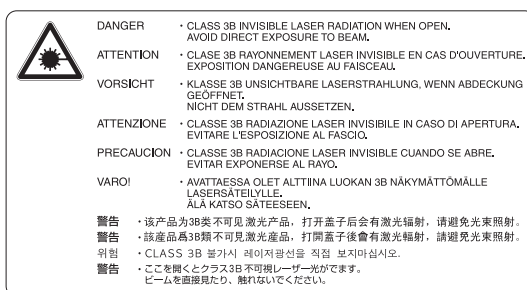 DANGER ・CLASS 3B INVISIBLE LASER RADIATION WHEN OPEN.
AVOID DIRECT EXPOSURE TO BEAM.
ATTENTION ・CLASE 3B RAYONNEMENT LASER INVISIBLE EN CAS D'OUVERTURE.
EXPOSITION DANGEREUSE AU FAISCEAU.
VORSICHT ・KLASSE 3B UNSICHTBARE LASERSTRAHLUNG, WENN ABDECKUNG
GEÖFFNET.
NICHT DEM STRAHL AUSSETZEN.
ATTENZIONE ・CLASSE 3B RADIAZIONE LASER INVISIBILE IN CASO DI APERTURA.
EVITARE L'ESPOSIZIONE AL FASCIO.
PRECAUCION ・CLASSE 3B RADIACIONE LASER INVISIBLE CUANDO SE ABRE.
EVITAR EXPONERSE AL RAYO.
VARO! ・AVATTAESSA OLET ALTTIINA LUOKAN 3B NÄKYMÄTTÖMÄLLE
LASERSÄTEILYLLE.
ÄLÄ KATSO SÄTEESEEN.
警告 ・该产品为3B类不可见激光产品，打开盖子后会有激光辐射，请避免光束照射.
警告 ・該産品爲3B類不可見激光産品，打開蓋子後會有激光輻射，請避免光束照射.
위험 ・CLASS 3B 불가시 레이저광선을 직접 보지마십시오.
警告 ・ここを開くとクラス3B 不可視レーザー光がでます。
ビームを直接見たり、触れないでください。